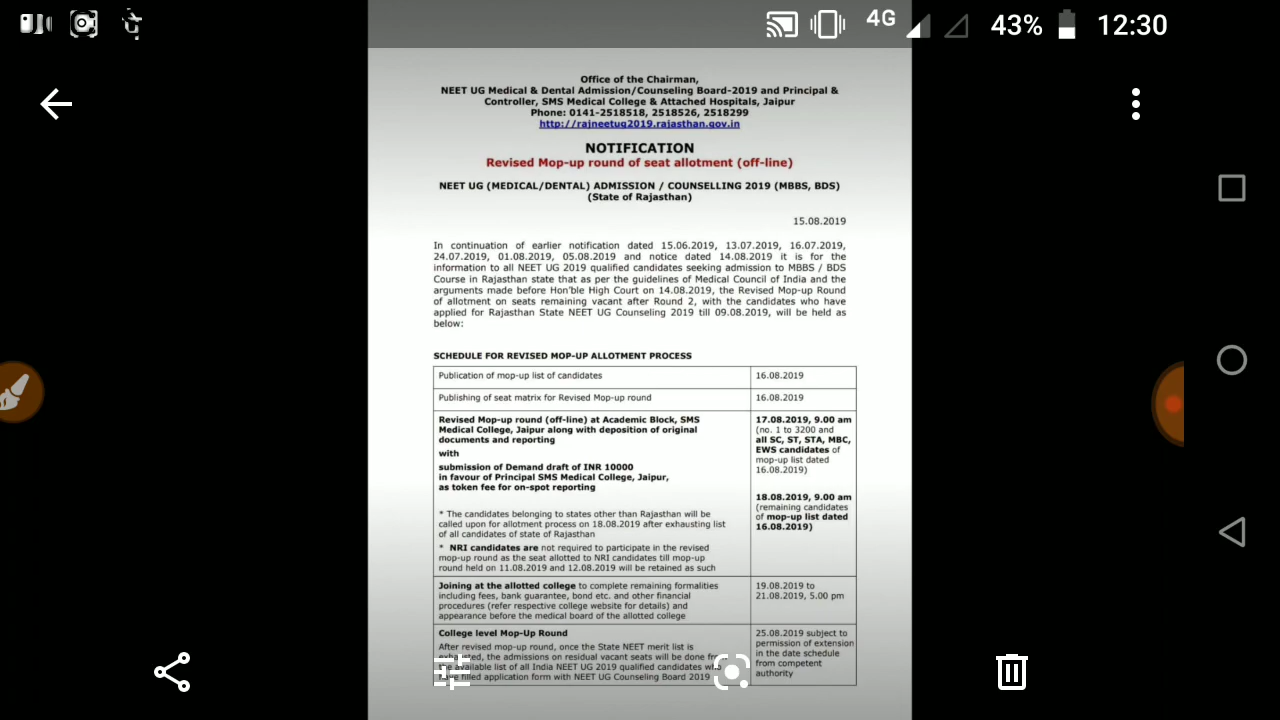 4G 43% 12:30
Office of the Chairman,
NEET UG Medical & Dental Admission/Counseling Board-2019 and Principal &
Controller, SMS Medical College & Attached Hospitals, Jaipur
Phone: 0141-2518518, 2518526, 2518299
http://rajneetug2019.rajasthan.gov.in
NOTIFICATION
Revised Mop-up round of seat allotment (off-line)
NEET UG (MEDICAL/DENTAL) ADMISSION / COUNSELLING 2019 (MBBS, BDS)
(State of Rajasthan)
15.08.2019
In continuation of earlier notification dated 15.06.2019, 13.07.2019, 16.07.2019,
24.07.2019, 01.08.2019, 05.08.2019 and notice dated 14.08.2019 it is for the
information to all NEET UG 2019 qualified candidates seeking admission to MBBS / BDS
Course in Rajasthan state that as per the guidelines of Medical Council of India and the
arguments made before Hon'ble High Court on 14.08.2019, the Revised Mop-up Round
of allotment on seats remaining vacant after Round 2, with the candidates who have
applied for Rajasthan State NEET UG Counseling 2019 till 09.08.2019, will be held as
below:
SCHEDULE FOR REVISED MOP-UP ALLOTMENT PROCESS
Publication of mop-up list of candidates 16.08.2019
Publishing of seat matrix for Revised Mop-up round 16.08.2019
Revised Mop-up round (off-line) at Academic Block, SMS
Medical College, Jaipur along with deposition of original
documents and reporting
with
submission of Demand draft of INR 10000
in favour of Principal SMS Medical College, Jaipur,
as token fee for on-spot reporting
* The candidates belonging to states other than Rajasthan will be
called upon for allotment process on 18.08.2019 after exhausting list
of all candidates of state of Rajasthan
* NRI candidates are not required to participate in the revised
mop-up round as the seat allotted to NRI candidates till mop-up
round held on 11.08.2019 and 12.08.2019 will be retained as such
17.08.2019, 9.00 am
(no. 1 to 3200 and
all SC, ST, STA, MBC,
EWS candidates of
mop-up list dated
16.08.2019)
18.08.2019, 9.00 am
(remaining candidates
of mop-up list dated
16.08.2019)
Joining at the allotted college to complete remaining formalities
including fees, bank guarantee, bond etc. and other financial
procedures (refer respective college website for details) and
appearance before the medical board of the allotted college
19.08.2019 to
21.08.2019, 5.00 pm
College level Mop-Up Round
After revised mop-up round, once the State NEET merit list is
exhausted, the admissions on residual vacant seats will be done from
the available list of all India NEET UG 2019 qualified candidates who
have filled application form with NEET UG Counseling Board 2019
25.08.2019 subject to
permission of extension
in the date schedule
from competent
authority